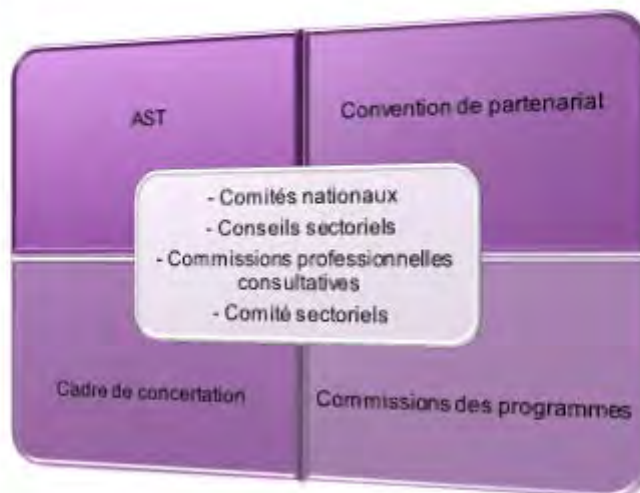 AST
Convention de partenariat
- Comités nationaux
- Conseils sectoriels
- Commissions professionnelles
consultatives
- Comité sectoriels
Cadre de concertation
Commissions des programmes